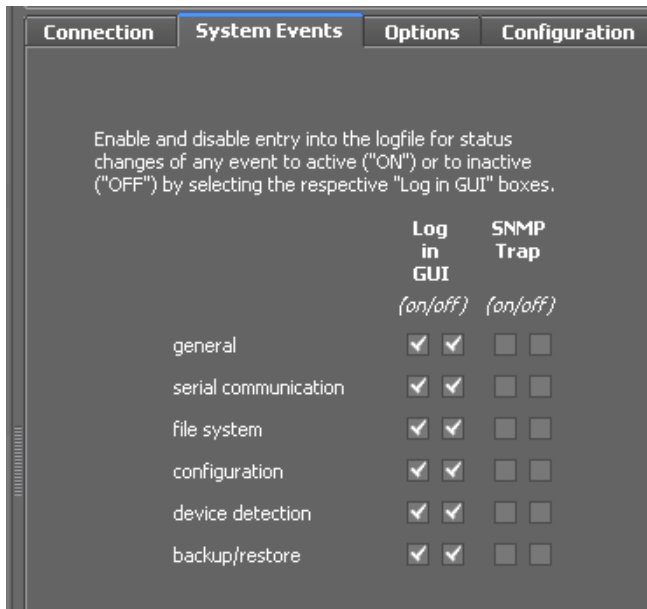 Connection System Events Options Configuration
Enable and disable entry into the logfile for status
changes of any event to active ("ON") or to inactive
("OFF") by selecting the respective "Log in GUI" boxes.
Log SNMP
in Trap
GUI
(on/off) (on/off)
general
serial communication
file system
configuration
device detection
backup/restore